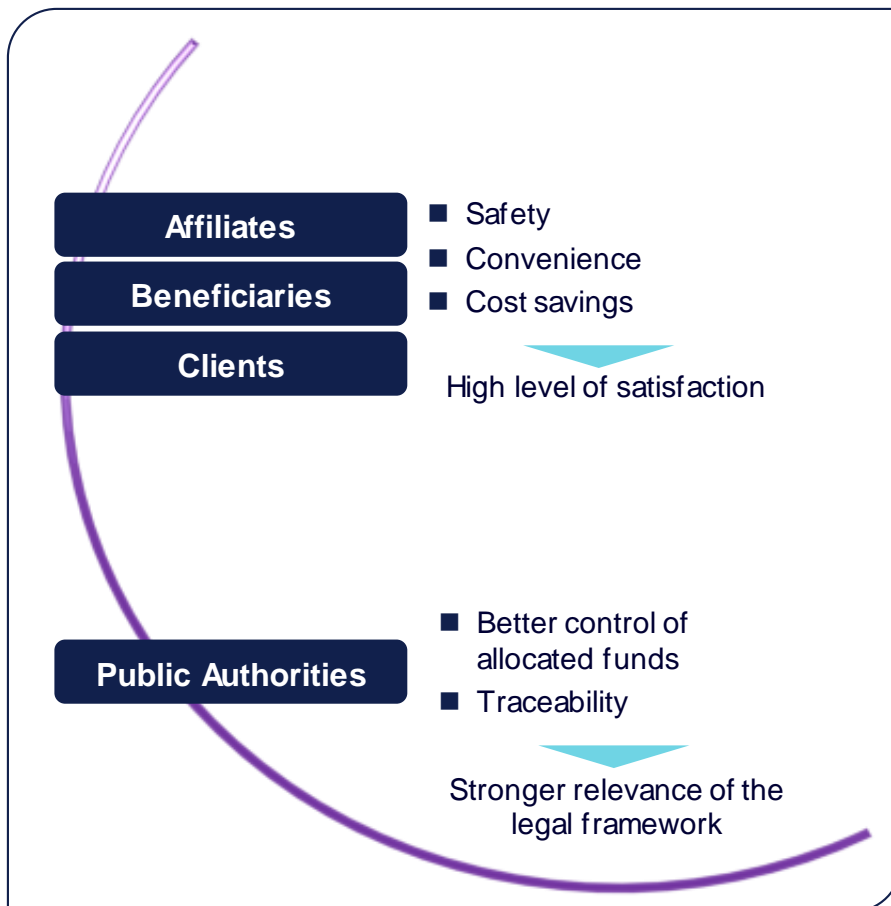 Affiliates
Beneficiaries
Clients
■ Safety
■ Convenience
■ Cost savings
High level of satisfaction
Public Authorities
■ Better control of
allocated funds
■ Traceability
Stronger relevance of the
legal framework